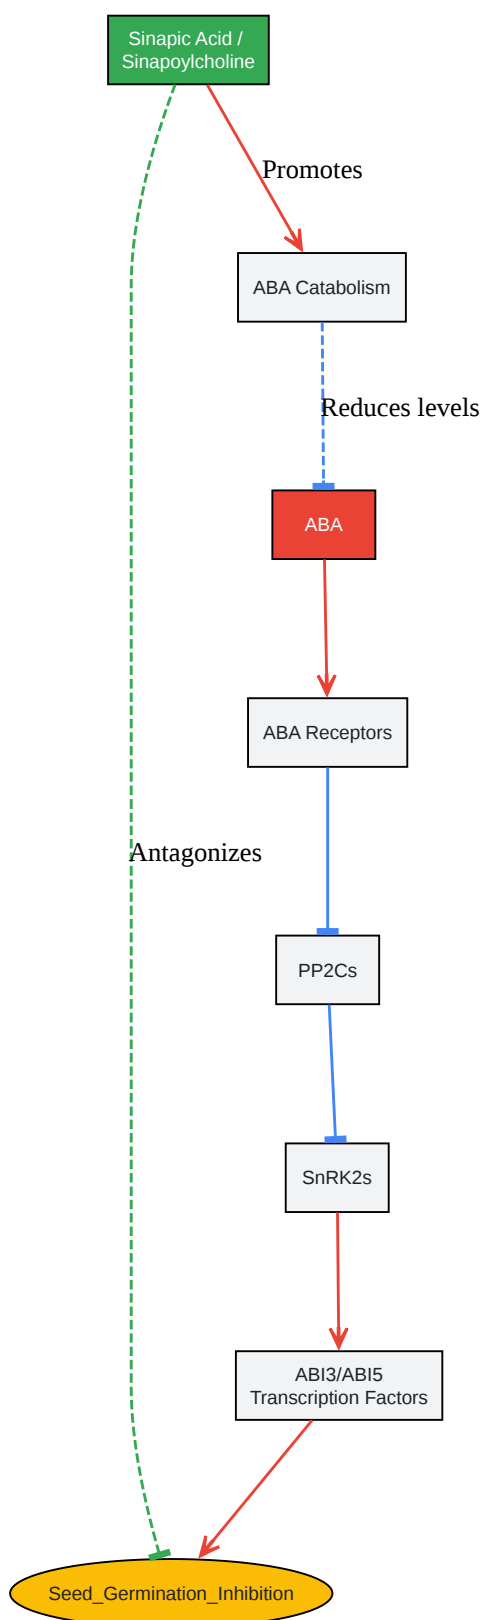 Sinapic Acid /
Sinapoylcholine
Promotes
ABA Catabolism
Reduces levels
ABA
ABA Receptors
Antagonizes
PP2Cs
SnRK2s
ABI3/ABI5
Transcription Factors
Seed_Germination_Inhibition